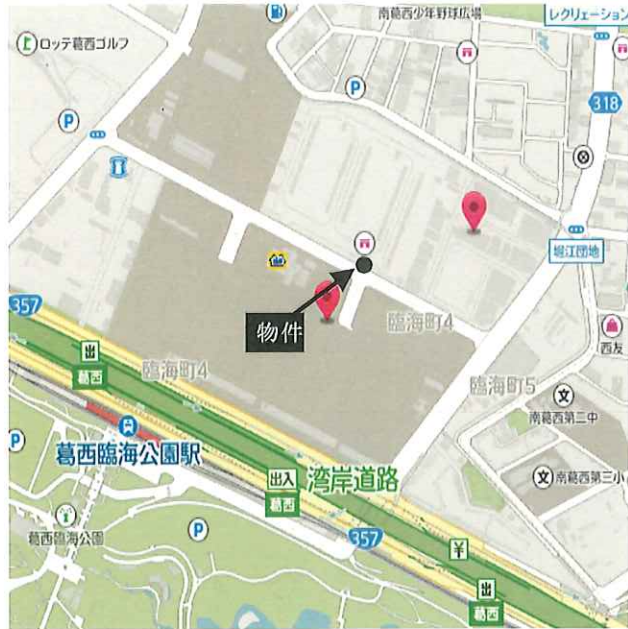 南葛西少年野球広場
レクリエーション
ロッテ葛西ゴルフ
P
P
318
堀江団地
物件
臨海町4
357
出
葛西
臨海町4
臨海町5
西友
文
南葛西第二中
P
葛西臨海公園駅
出入
葛西
湾岸道路
文
南葛西第三小
葛西臨海公園
P
357
¥
出
葛西